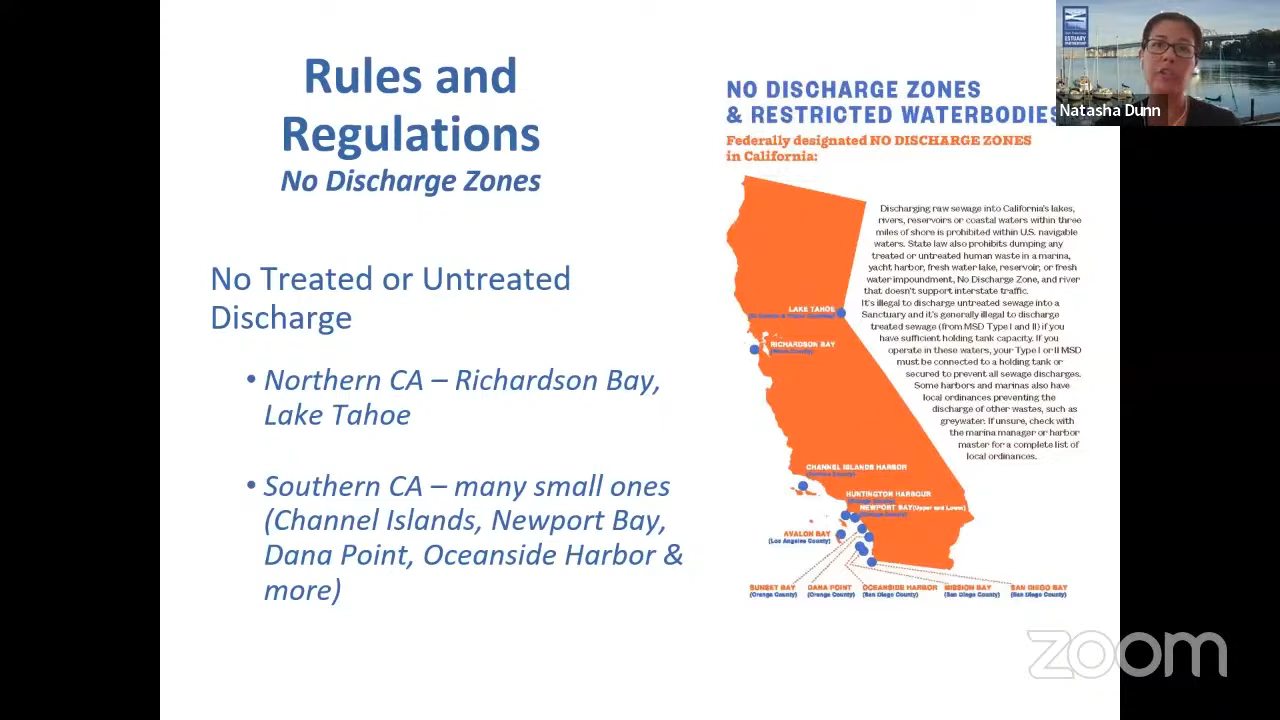 Rules and
Regulations
No Discharge Zones
No Treated or Untreated
Discharge
• Northern CA – Richardson Bay,
Lake Tahoe
• Southern CA – many small ones
(Channel Islands, Newport Bay,
Dana Point, Oceanside Harbor &
more)
NO DISCHARGE ZONES
& RESTRICTED WATERBODIES
Federally designated NO DISCHARGE ZONES
in California:
Discharging raw sewage into California's lakes,
rivers, reservoirs or coastal waters within three
miles of shore is prohibited within U.S. navigable
waters. State law also prohibits dumping any
treated or untreated human waste in a marina,
yacht harbor, fresh water lake, reservoir, or fresh
water impoundment, No Discharge Zone, and river
that doesn't support interstate traffic.
It's illegal to discharge untreated sewage into a
Sanctuary and it's generally illegal to discharge
treated sewage (from MSD Type I and II) if you
have sufficient holding tank capacity. If you
operate in these waters, your Type I or II MSD
must be connected to a holding tank or
secured to prevent all sewage discharges.
Some harbors and marinas also have
local ordinances preventing the
discharge of other wastes, such as
greywater. If unsure, check with
the marina manager or harbor
master for a complete list of
local ordinances.
LAKE TAHOE
RICHARDSON BAY
CHANNEL ISLANDS HARBOR
HUNTINGTON HARBOUR
NEWPORT BAY (Upper and Lower)
AVALON BAY
(Los Angeles County)
SUNSET BAY
(Orange County)
DANA POINT
(Orange County)
OCEANSIDE HARBOR
(San Diego County)
MISSION BAY
(San Diego County)
SAN DIEGO BAY
(San Diego County)
ESTUARY
Natasha Dunn
zoom